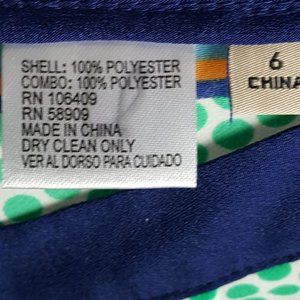 SHELL: 100% POLYESTER
COMBO: 100% POLYESTER
RN 106409
RN 58909
MADE IN CHINA
DRY CLEAN ONLY
VER AL DORSO PARA CUIDADO
6
CHINA